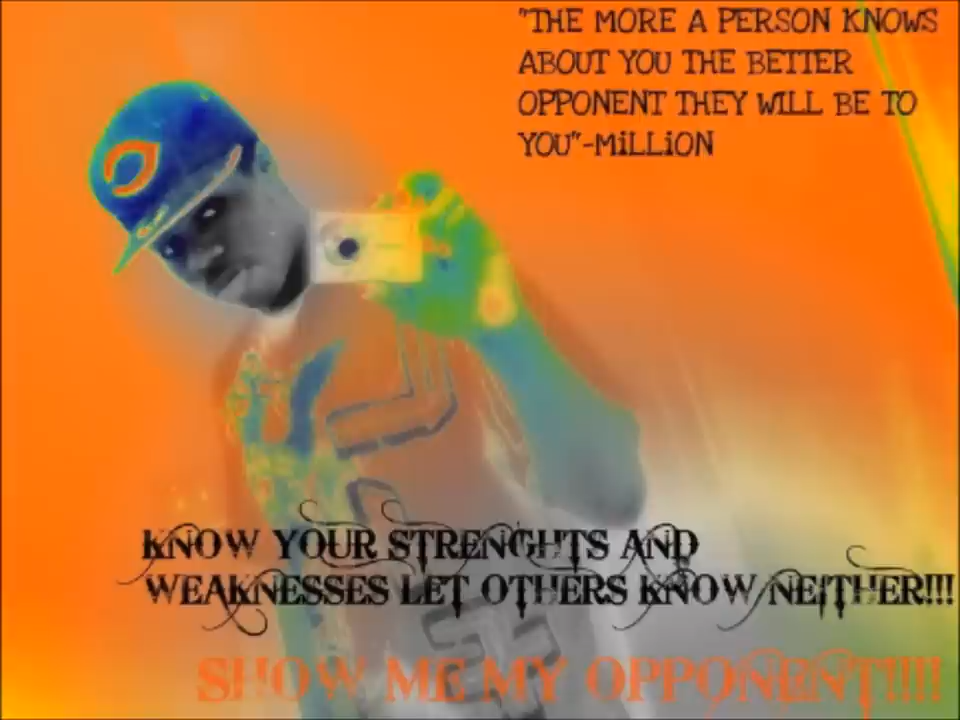 "THE MORE A PERSON KNOWS
ABOUT YOU THE BETTER
OPPONENT THEY WILL BE TO
YOU"-MiLLiON
KNOW YOUR STRENGHTS AND
WEAKNESSES LET OTHERS KNOW NEITHER!!!
SHOW ME MY OPPONENT!!!!